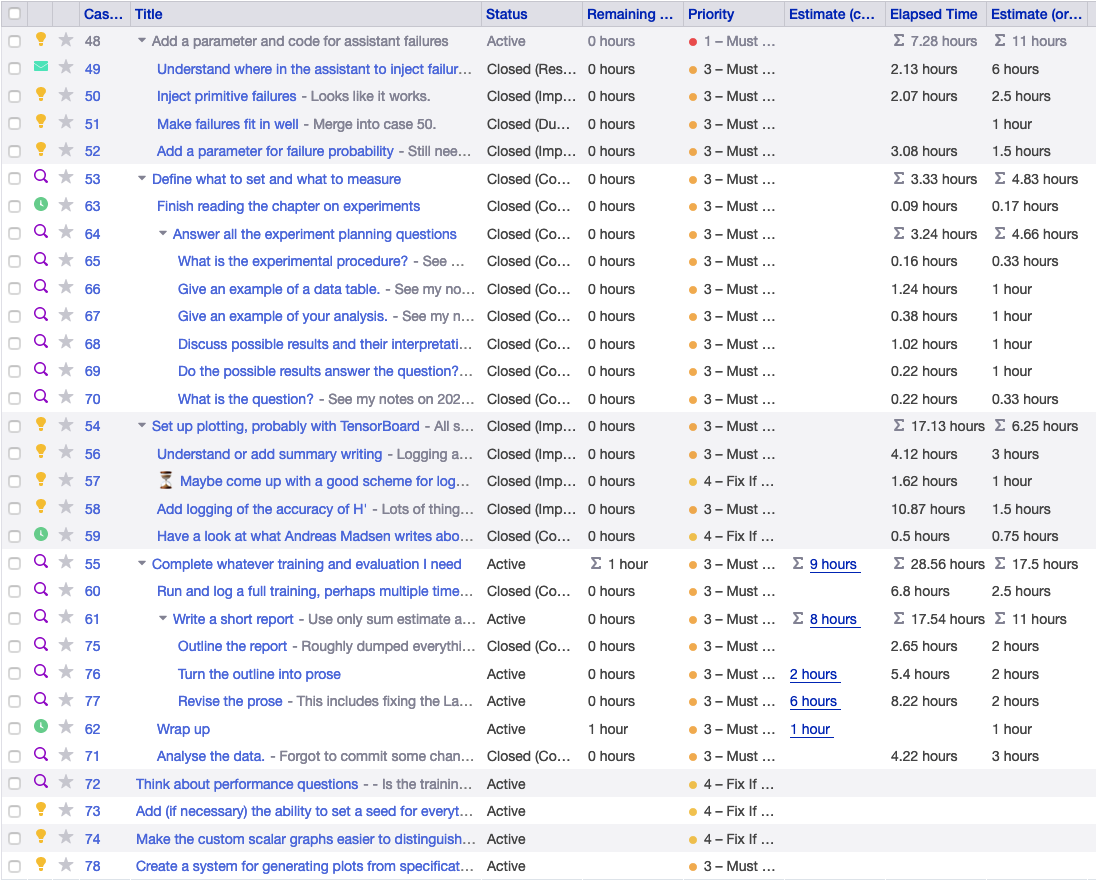 Cas... Title Status Remaining ... Priority Estimate (c... Elapsed Time Estimate (or...
48 Add a parameter and code for assistant failures Active 0 hours 1 – Must ... Σ 7.28 hours Σ 11 hours
49 Understand where in the assistant to inject failur... Closed (Res... 0 hours 3 – Must ... 2.13 hours 6 hours
50 Inject primitive failures - Looks like it works. Closed (Imp... 0 hours 3 – Must ... 2.07 hours 2.5 hours
51 Make failures fit in well - Merge into case 50. Closed (Du... 0 hours 3 – Must ... 1 hour
52 Add a parameter for failure probability - Still nee... Closed (Imp... 0 hours 3 – Must ... 3.08 hours 1.5 hours
53 Define what to set and what to measure Closed (Co... 0 hours 3 – Must ... Σ 3.33 hours Σ 4.83 hours
63 Finish reading the chapter on experiments Closed (Co... 0 hours 3 – Must ... 0.09 hours 0.17 hours
64 Answer all the experiment planning questions Closed (Co... 0 hours 3 – Must ... Σ 3.24 hours Σ 4.66 hours
65 What is the experimental procedure? - See ... Closed (Co... 0 hours 3 – Must ... 0.16 hours 0.33 hours
66 Give an example of a data table. - See my no... Closed (Co... 0 hours 3 – Must ... 1.24 hours 1 hour
67 Give an example of your analysis. - See my n... Closed (Co... 0 hours 3 – Must ... 0.38 hours 1 hour
68 Discuss possible results and their interpretati... Closed (Co... 0 hours 3 – Must ... 1.02 hours 1 hour
69 Do the possible results answer the question?... Closed (Co... 0 hours 3 – Must ... 0.22 hours 1 hour
70 What is the question? - See my notes on 202... Closed (Co... 0 hours 3 – Must ... 0.22 hours 0.33 hours
54 Set up plotting, probably with TensorBoard - All s... Closed (Imp... 0 hours 3 – Must ... Σ 17.13 hours Σ 6.25 hours
56 Understand or add summary writing - Logging a... Closed (Imp... 0 hours 3 – Must ... 4.12 hours 3 hours
57 ⏳ Maybe come up with a good scheme for log... Closed (Imp... 0 hours 4 – Fix If ... 1.62 hours 1 hour
58 Add logging of the accuracy of H' - Lots of thing... Closed (Imp... 0 hours 3 – Must ... 10.87 hours 1.5 hours
59 Have a look at what Andreas Madsen writes abo... Closed (Co... 0 hours 4 – Fix If ... 0.5 hours 0.75 hours
55 Complete whatever training and evaluation I need Active Σ 1 hour 3 – Must ... Σ 9 hours Σ 28.56 hours Σ 17.5 hours
60 Run and log a full training, perhaps multiple time... Closed (Co... 0 hours 3 – Must ... 6.8 hours 2.5 hours
61 Write a short report - Use only sum estimate a... Active 0 hours 3 – Must ... Σ 8 hours Σ 17.54 hours Σ 11 hours
75 Outline the report - Roughly dumped everythi... Closed (Co... 0 hours 3 – Must ... 2.65 hours 2 hours
76 Turn the outline into prose Active 0 hours 3 – Must ... 2 hours 5.4 hours 2 hours
77 Revise the prose - This includes fixing the La... Active 0 hours 3 – Must ... 6 hours 8.22 hours 2 hours
62 Wrap up Active 1 hour 3 – Must ... 1 hour 1 hour
71 Analyse the data. - Forgot to commit some chan... Closed (Co... 0 hours 3 – Must ... 4.22 hours 3 hours
72 Think about performance questions - - Is the trainin... Active 4 – Fix If ...
73 Add (if necessary) the ability to set a seed for everyt... Active 4 – Fix If ...
74 Make the custom scalar graphs easier to distinguish... Active 4 – Fix If ...
78 Create a system for generating plots from specificat... Active 3 – Must ...